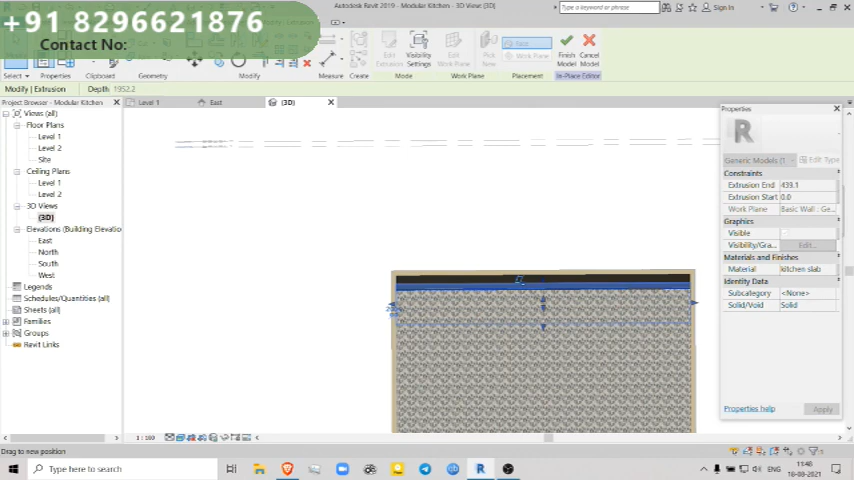 +91 8296621876
Contact No:
Autodesk Revit 2019 - Modular Kitchen - 3D View: {3D}
Type a keyword or phrase
Sign In
Select
Properties
Clipboard
Geometry
Modify
Measure
Create
Edit Extrusion
Visibility Settings
Mode
Edit Work Plane
Work Plane
Pick New
Face
Work Plane
Placement
Finish Model
Cancel Model
In-Place Editor
Modify | Extrusion
Depth 1952.2
Project Browser - Modular Kitchen
Level 1
East
{3D}
Views (all)
Floor Plans
Level 1
Level 2
Site
Ceiling Plans
Level 1
Level 2
3D Views
{3D}
Elevations (Building Elevation
East
North
South
West
Legends
Schedules/Quantities (all)
Sheets (all)
Families
Groups
Revit Links
Properties
Generic Models (1
Edit Type
Constraints
Extrusion End 439.1
Extrusion Start 0.0
Work Plane Basic Wall : Ge...
Graphics
Visible
Visibility/Gra... Edit...
Materials and Finishes
Material kitchen slab
Identity Data
Subcategory <None>
Solid/Void Solid
Properties help
Apply
1 : 100
Drag to new position
Type here to search
ENG
11:46
18-08-2021